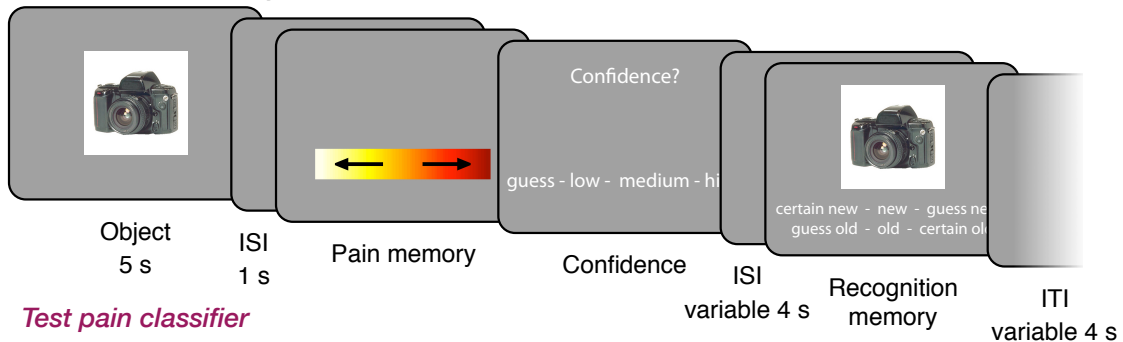 Confidence?
guess - low - medium - hi
certain new - new - guess ne
guess old - old - certain old
Object
5 s
ISI
1 s
Pain memory
Confidence
ISI
variable 4 s
Recognition
memory
ITI
variable 4 s
Test pain classifier